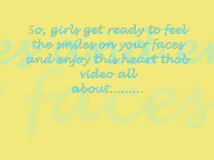 So, girls get ready to feel
the smiles on your faces
and enjoy this heart thob
video all
about.........